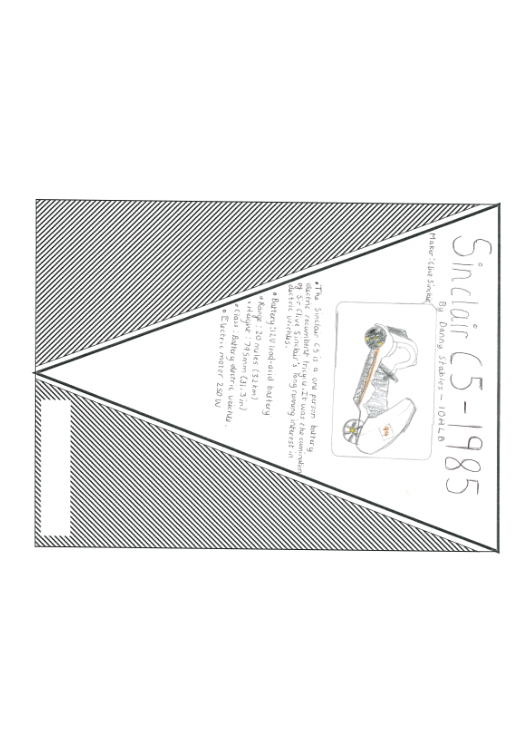 Sinclair C5 - 1985
By Danny Stables - 10HLB
Maker: Clive Sinclair
• The Sinclair C5 is a one person battery
electric recumbent tricycle. It was the culmination
of Sir Clive Sinclair's long running interest in
electric vehicles.
• Battery: 12V lead-acid battery
• Range: 20 miles (32km)
• Height: 795mm (31.3in)
• Class: Battery electric vehicle.
• Electric motor 250W